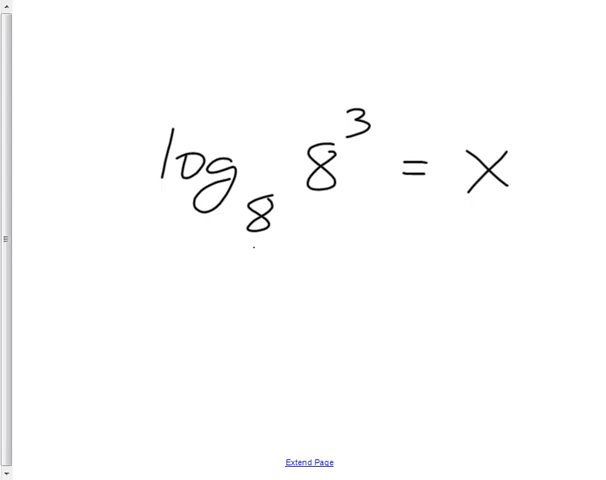 log₈ 8³ = x
Extend Page